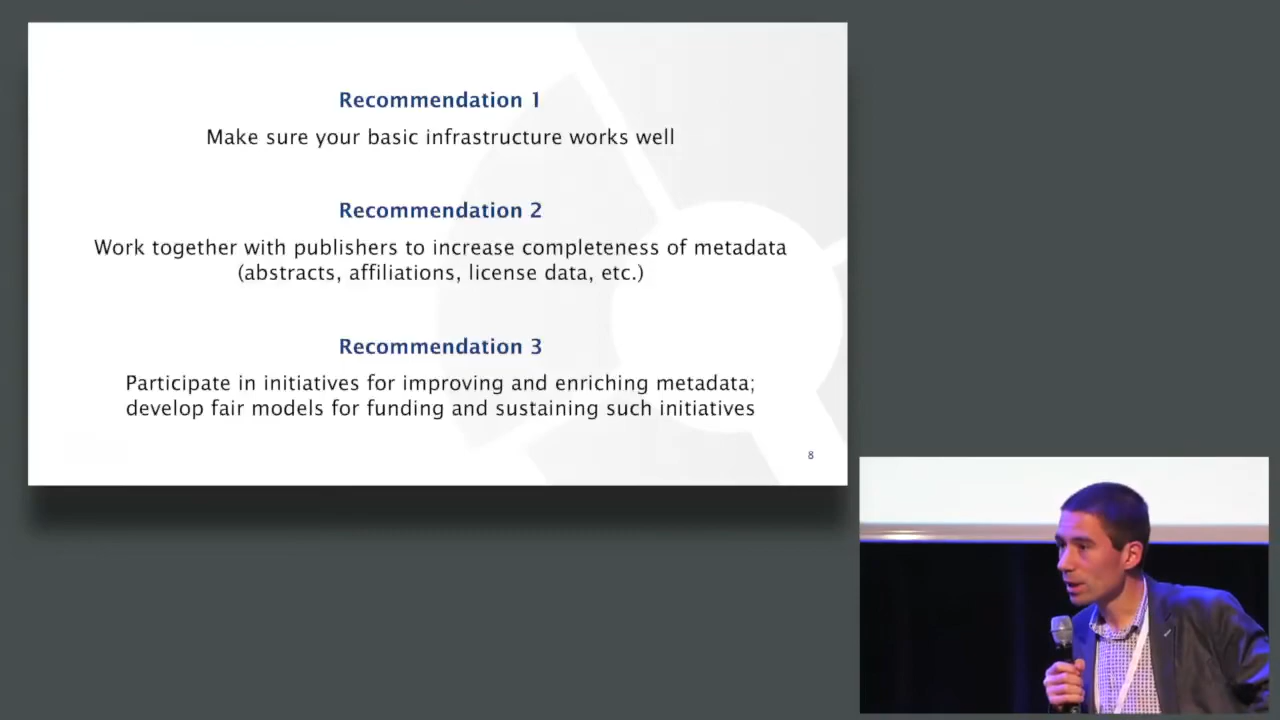 Recommendation 1
Make sure your basic infrastructure works well
Recommendation 2
Work together with publishers to increase completeness of metadata
(abstracts, affiliations, license data, etc.)
Recommendation 3
Participate in initiatives for improving and enriching metadata;
develop fair models for funding and sustaining such initiatives
8